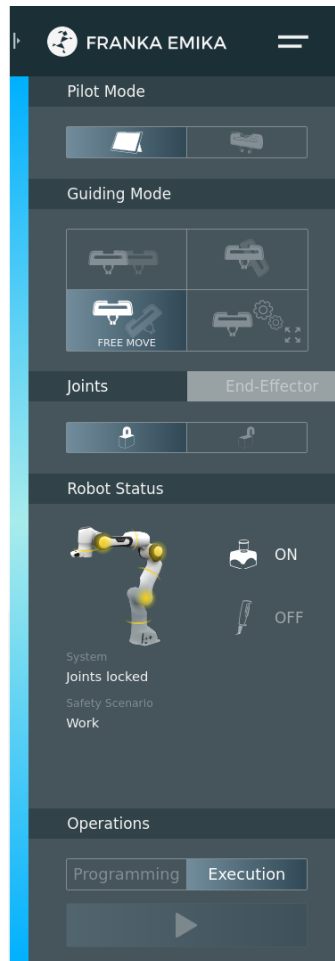 FRANKA EMIKA
Pilot Mode
Guiding Mode
FREE MOVE
Joints
End-Effector
Robot Status
ON
OFF
System
Joints locked
Safety Scenario
Work
Operations
Programming
Execution